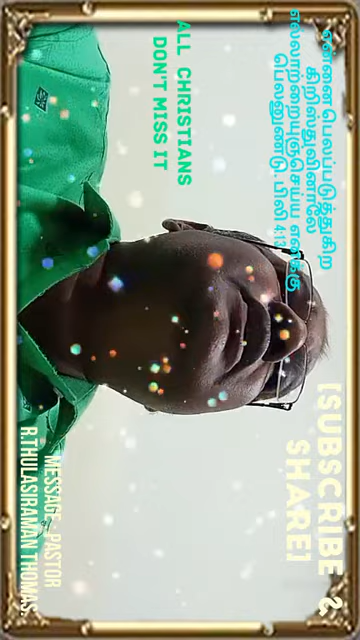 என்னை பெலப்படுத்துகிற
கிறிஸ்துவினாலே
எல்லாற்றையுஞ்செய்ய எனக்கு
பெலனுண்டு. பிலி 4:13
[SUBSCRIBE &
SHARE]
ALL CHRISTIANS
DON'T MISS IT
MESSAGE - PASTOR
R.THULASIRAMAN THOMAS.